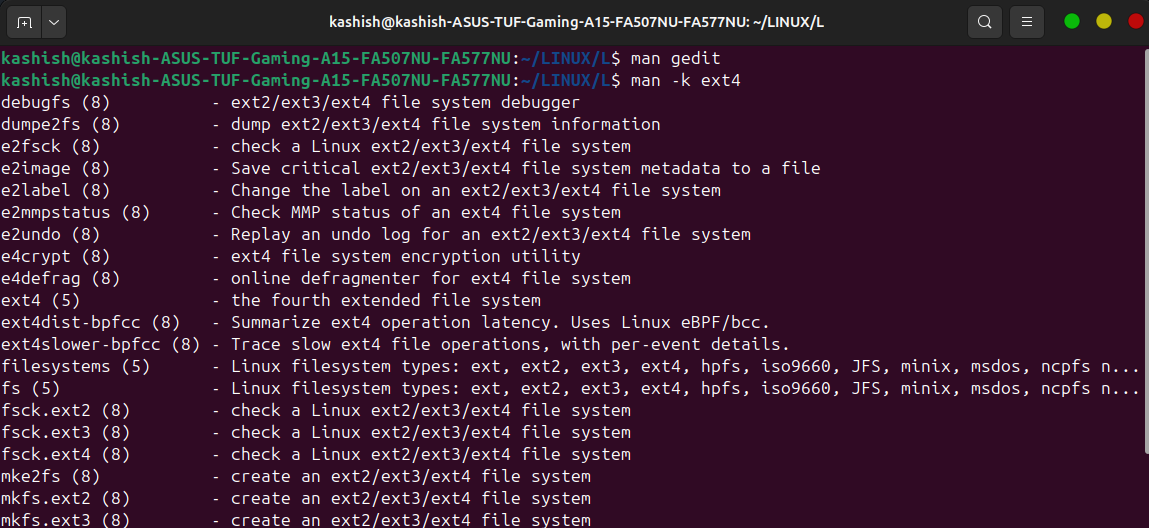 kashish@kashish-ASUS-TUF-Gaming-A15-FA507NU-FA577NU: ~/LINUX/L
kashish@kashish-ASUS-TUF-Gaming-A15-FA507NU-FA577NU:~/LINUX/L$ man gedit
kashish@kashish-ASUS-TUF-Gaming-A15-FA507NU-FA577NU:~/LINUX/L$ man -k ext4
debugfs (8)          - ext2/ext3/ext4 file system debugger
dumpe2fs (8)         - dump ext2/ext3/ext4 file system information
e2fsck (8)           - check a Linux ext2/ext3/ext4 file system
e2image (8)          - Save critical ext2/ext3/ext4 file system metadata to a file
e2label (8)          - Change the label on an ext2/ext3/ext4 file system
e2mmpstatus (8)      - Check MMP status of an ext4 file system
e2undo (8)           - Replay an undo log for an ext2/ext3/ext4 file system
e4crypt (8)          - ext4 file system encryption utility
e4defrag (8)         - online defragmenter for ext4 file system
ext4 (5)             - the fourth extended file system
ext4dist-bpfcc (8)   - Summarize ext4 operation latency. Uses Linux eBPF/bcc.
ext4slower-bpfcc (8) - Trace slow ext4 file operations, with per-event details.
filesystems (5)      - Linux filesystem types: ext, ext2, ext3, ext4, hpfs, iso9660, JFS, minix, msdos, ncpfs n...
fs (5)               - Linux filesystem types: ext, ext2, ext3, ext4, hpfs, iso9660, JFS, minix, msdos, ncpfs n...
fsck.ext2 (8)        - check a Linux ext2/ext3/ext4 file system
fsck.ext3 (8)        - check a Linux ext2/ext3/ext4 file system
fsck.ext4 (8)        - check a Linux ext2/ext3/ext4 file system
mke2fs (8)           - create an ext2/ext3/ext4 file system
mkfs.ext2 (8)        - create an ext2/ext3/ext4 file system
mkfs.ext3 (8)        - create an ext2/ext3/ext4 file system